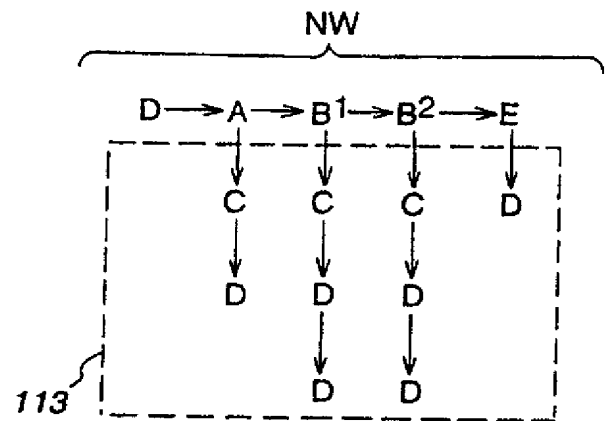 NW
D → A → B¹ → B² → E
C C C D
D D D
D D
113